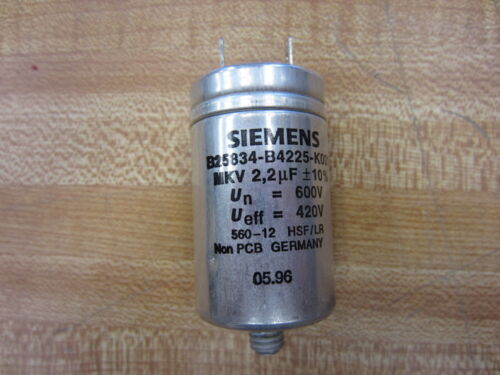 SIEMENS
B25834-B4225-K00
MKV 2,2µF ±10%
Un = 600V
Ueff = 420V
560-12 HSF/LR
Non PCB GERMANY
05.96